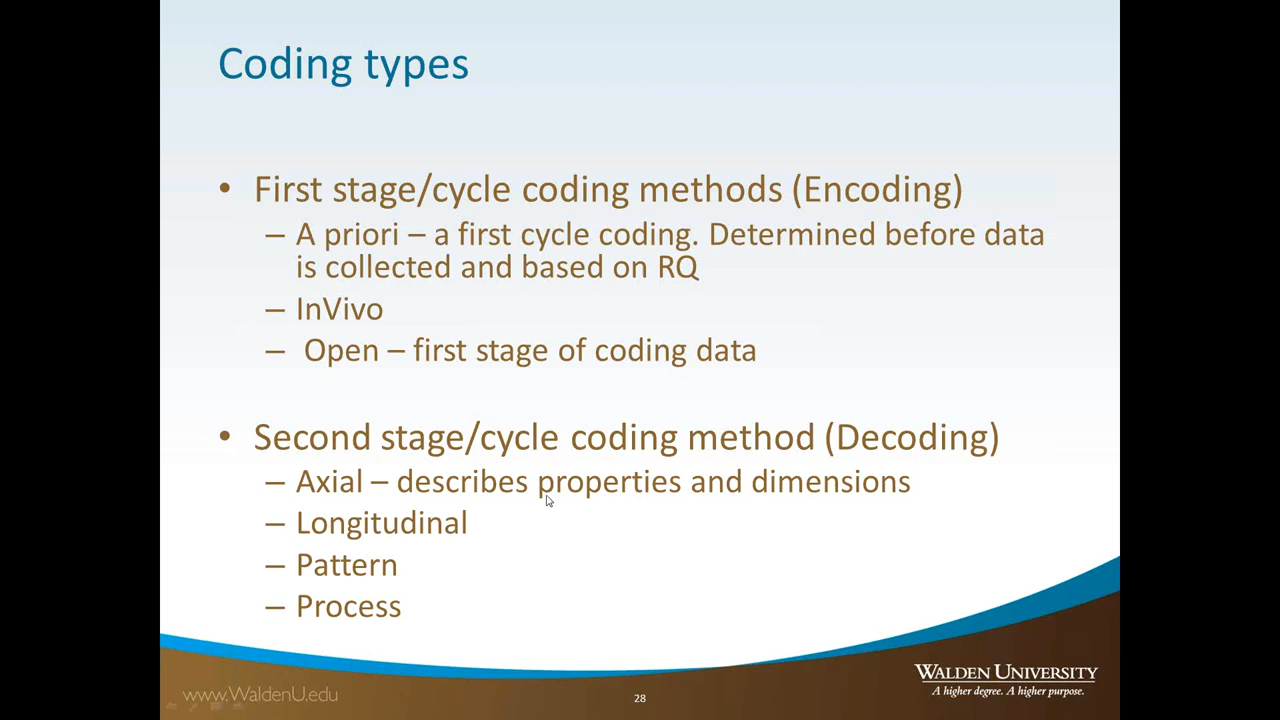 Coding types
• First stage/cycle coding methods (Encoding)
– A priori – a first cycle coding. Determined before data
is collected and based on RQ
– InVivo
– Open – first stage of coding data
• Second stage/cycle coding method (Decoding)
– Axial – describes properties and dimensions
– Longitudinal
– Pattern
– Process
www.WaldenU.edu
28
WALDEN UNIVERSITY
A higher degree. A higher purpose.